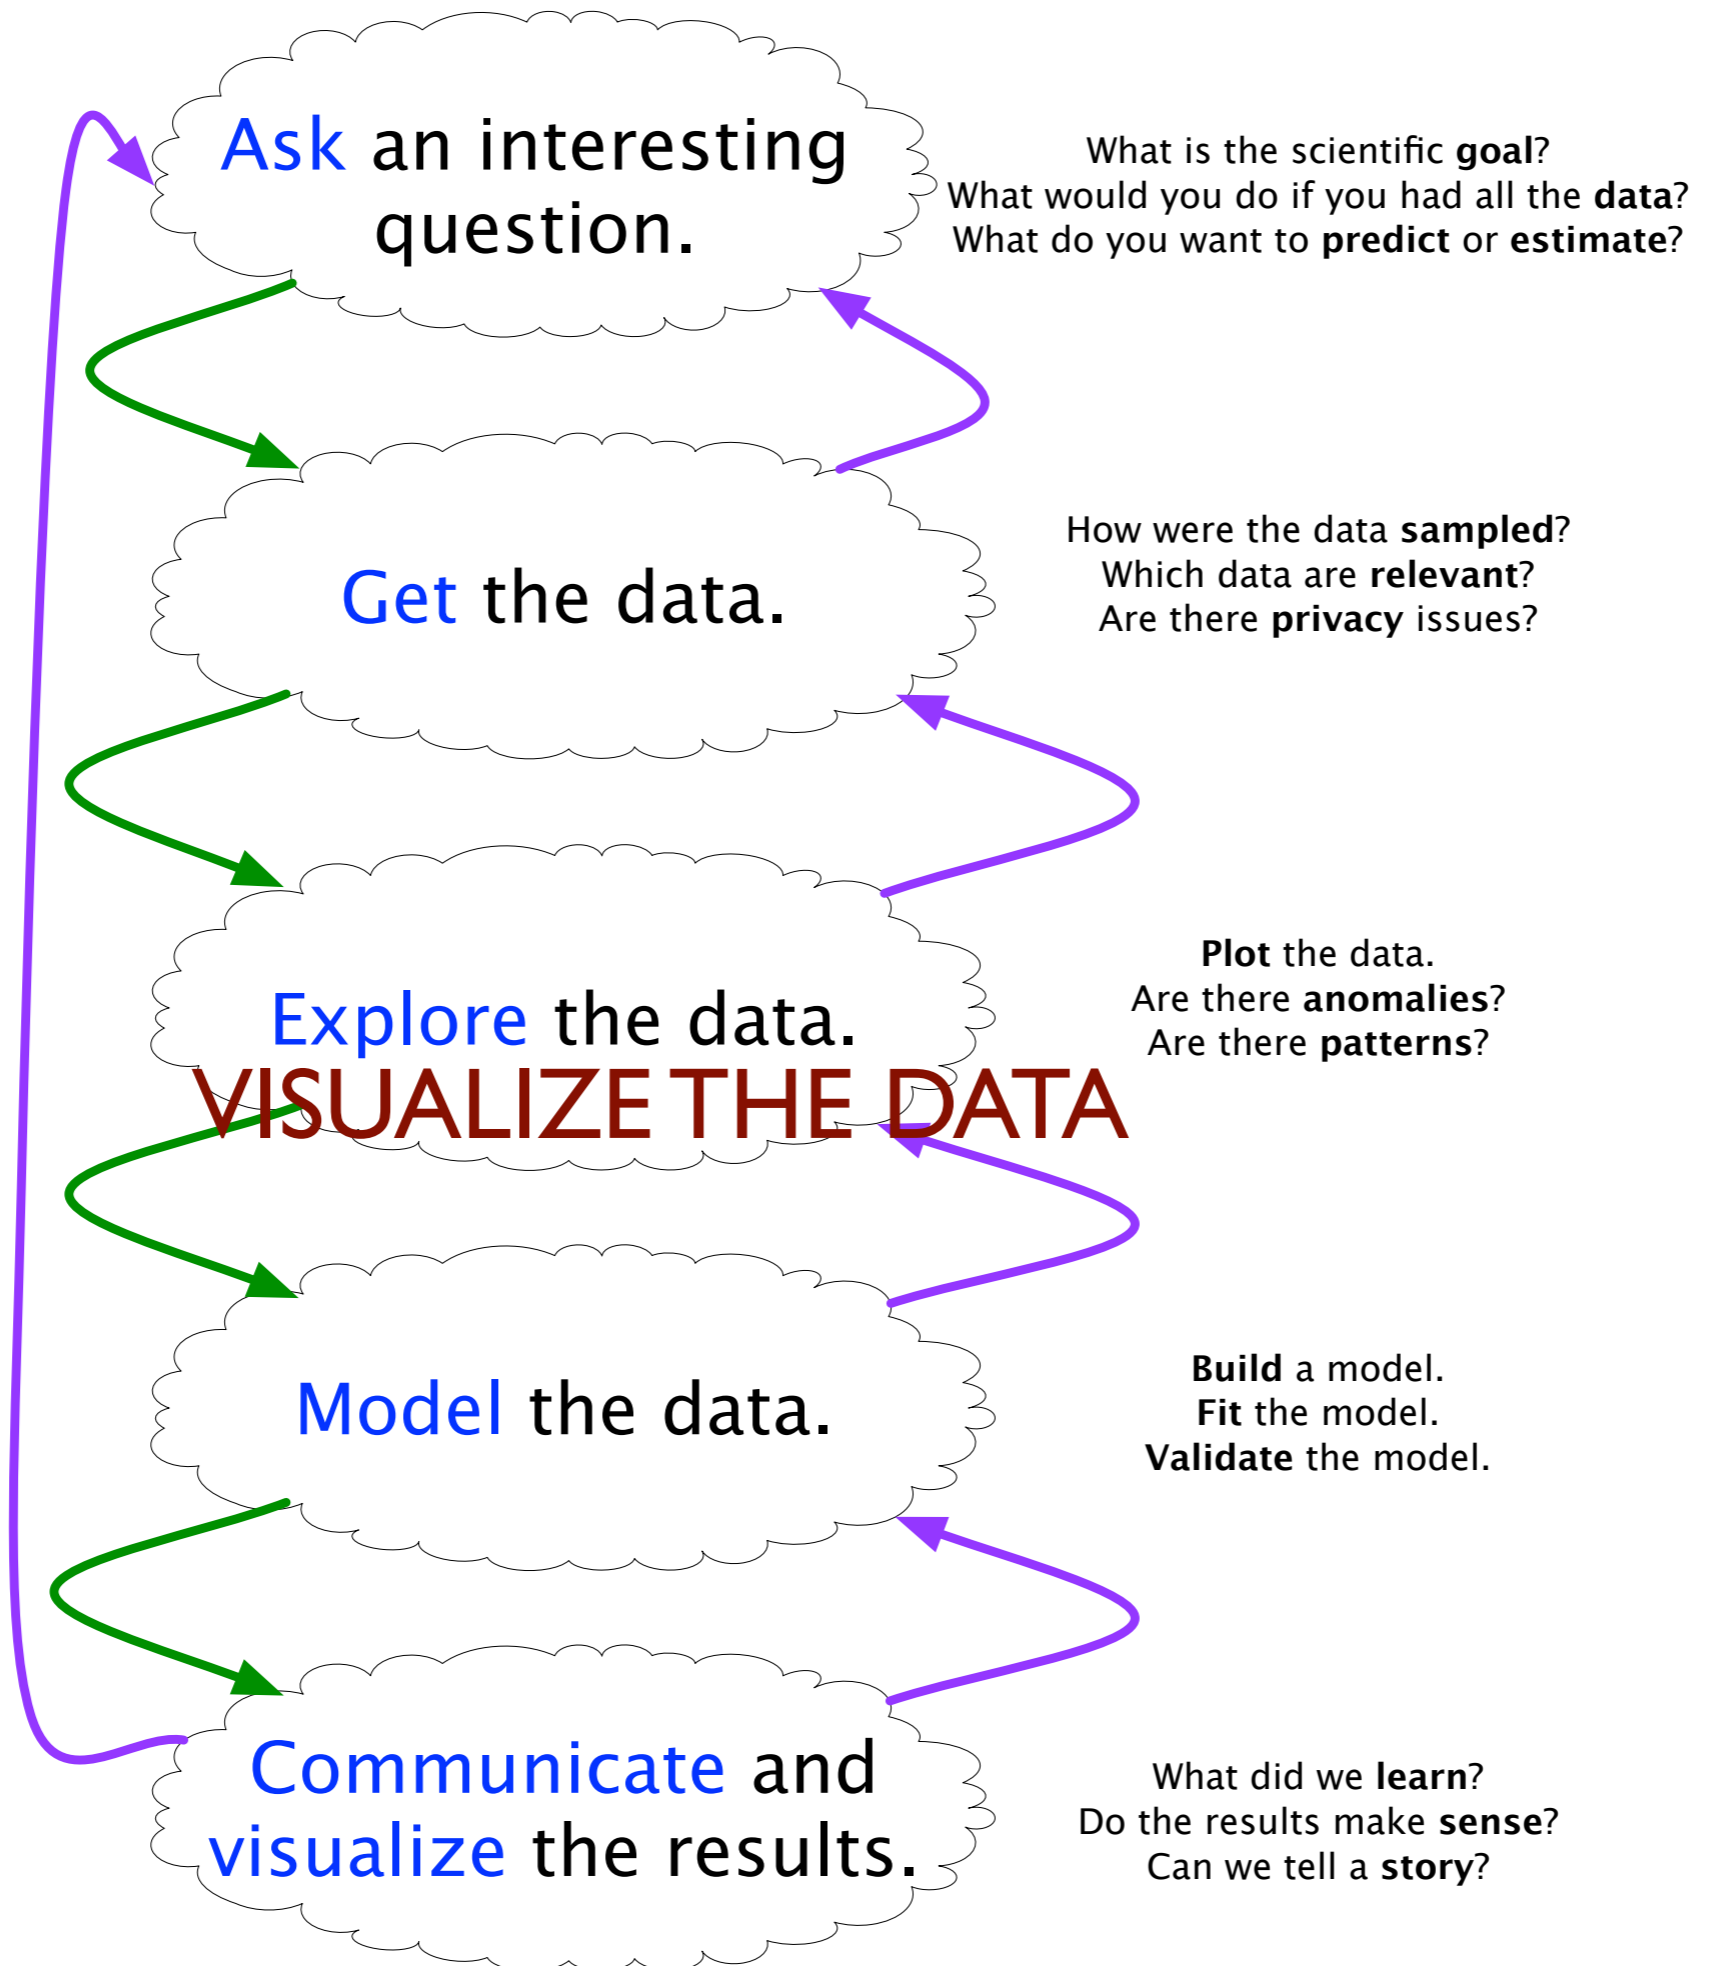 Ask an interesting
question.
What is the scientific goal?
What would you do if you had all the data?
What do you want to predict or estimate?
Get the data.
How were the data sampled?
Which data are relevant?
Are there privacy issues?
Explore the data.
VISUALIZE THE DATA
Plot the data.
Are there anomalies?
Are there patterns?
Model the data.
Build a model.
Fit the model.
Validate the model.
Communicate and
visualize the results.
What did we learn?
Do the results make sense?
Can we tell a story?